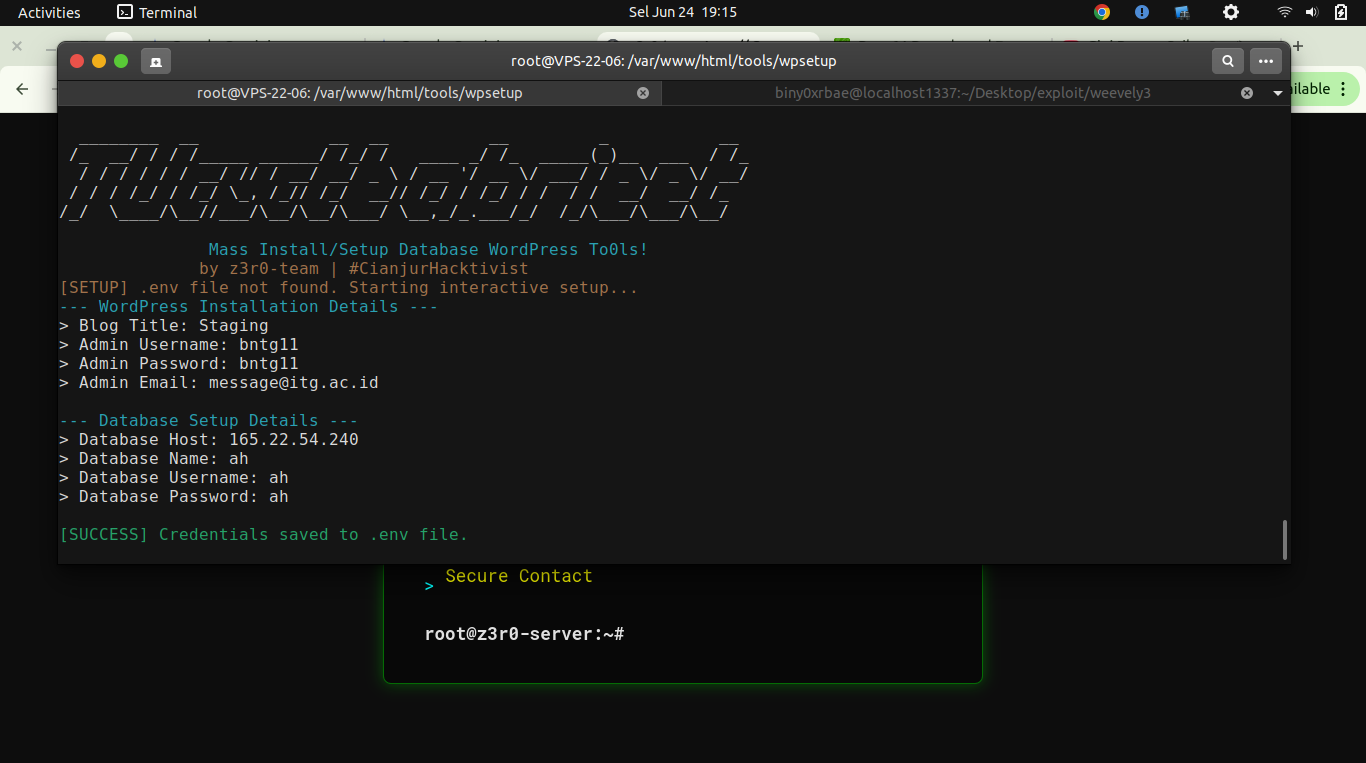 Activities
Terminal
Sel Jun 24 19:15
root@VPS-22-06: /var/www/html/tools/wpsetup
root@VPS-22-06: /var/www/html/tools/wpsetup
biny0xrbae@localhost1337:~/Desktop/exploit/weevely3
ilable
Mass Install/Setup Database WordPress To0ls!
by z3r0-team | #CianjurHacktivist
[SETUP] .env file not found. Starting interactive setup...
--- WordPress Installation Details ---
> Blog Title: Staging
> Admin Username: bntg11
> Admin Password: bntg11
> Admin Email: message@itg.ac.id
--- Database Setup Details ---
> Database Host: 165.22.54.240
> Database Name: ah
> Database Username: ah
> Database Password: ah
[SUCCESS] Credentials saved to .env file.
> Secure Contact
root@z3r0-server:~#